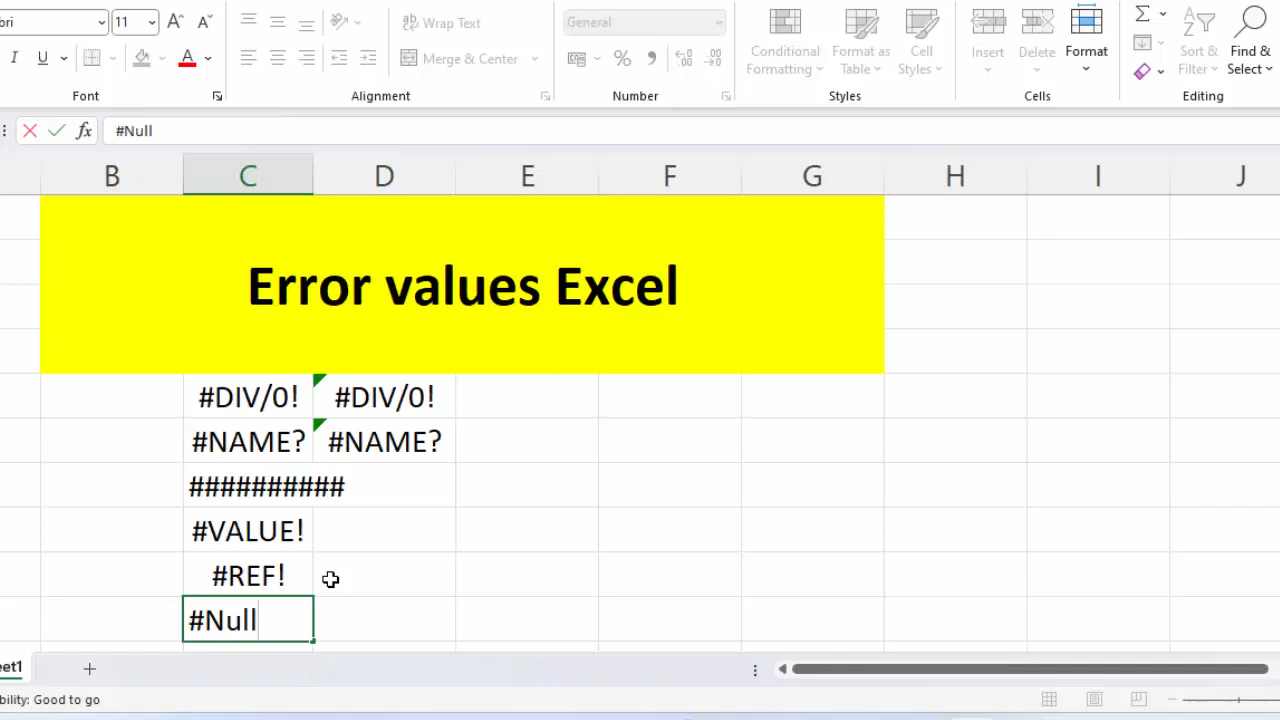 bri 11 A A Wrap Text General Insert Delete Format Σ A Z
I U A Merge & Center % , Conditional Formatting Format as Table Cell Styles Sort & Filter Find & Select
Font Alignment Number Styles Cells Editing
fx #Null
B C D E F G H I J
Error values Excel
#DIV/0! #DIV/0!
#NAME? #NAME?
##########
#VALUE!
#REF!
#Null
eet1 +
bility: Good to go